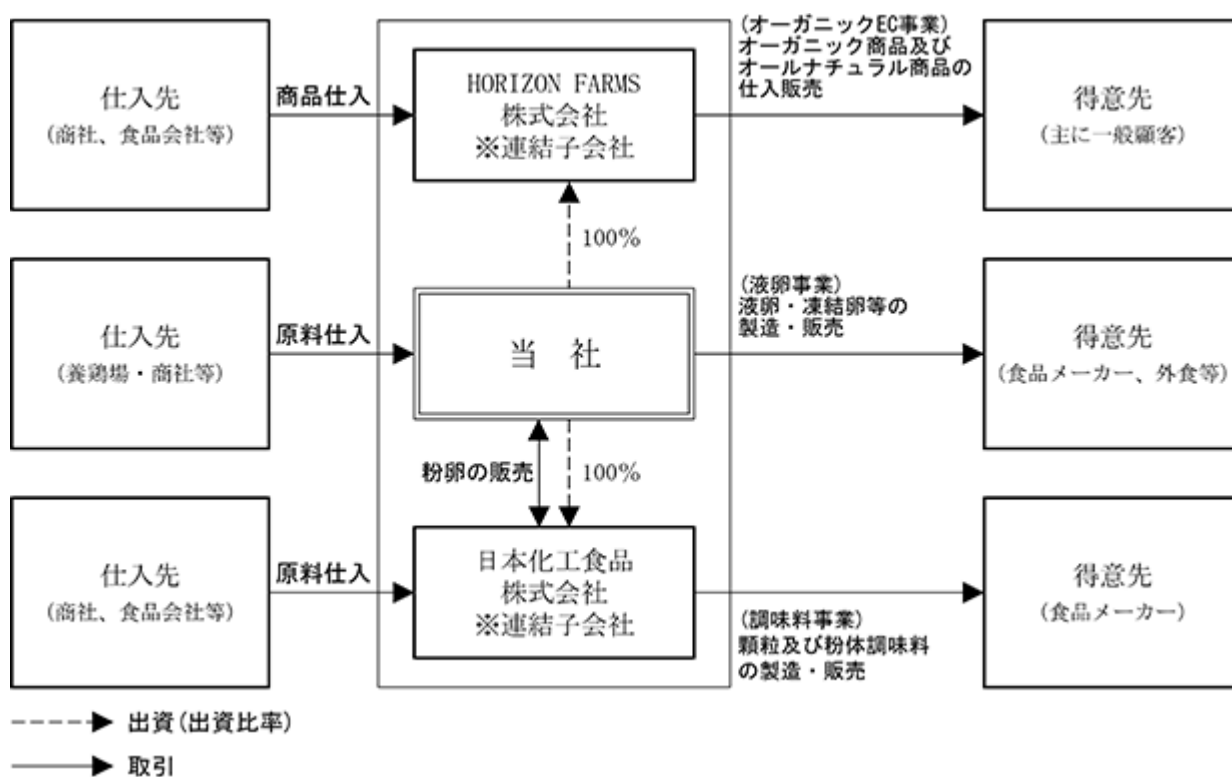 仕入先
(商社、食品会社等)
商品仕入
HORIZON FARMS
株式会社
※連結子会社
(オーガニックEC事業)
オーガニック商品及び
オールナチュラル商品の
仕入販売
得意先
(主に一般顧客)
100%
仕入先
(養鶏場・商社等)
原料仕入
当 社
(液卵事業)
液卵・凍結卵等の
製造・販売
得意先
(食品メーカー、外食等)
粉卵の販売
100%
仕入先
(商社、食品会社等)
原料仕入
日本化工食品
株式会社
※連結子会社
(調味料事業)
顆粒及び粉体調味料
の製造・販売
得意先
(食品メーカー)
出資(出資比率)
取引